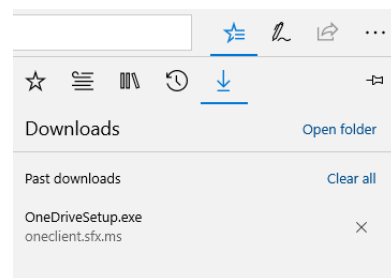 Downloads
Open folder
Past downloads
Clear all
OneDriveSetup.exe
oneclient.sfx.ms